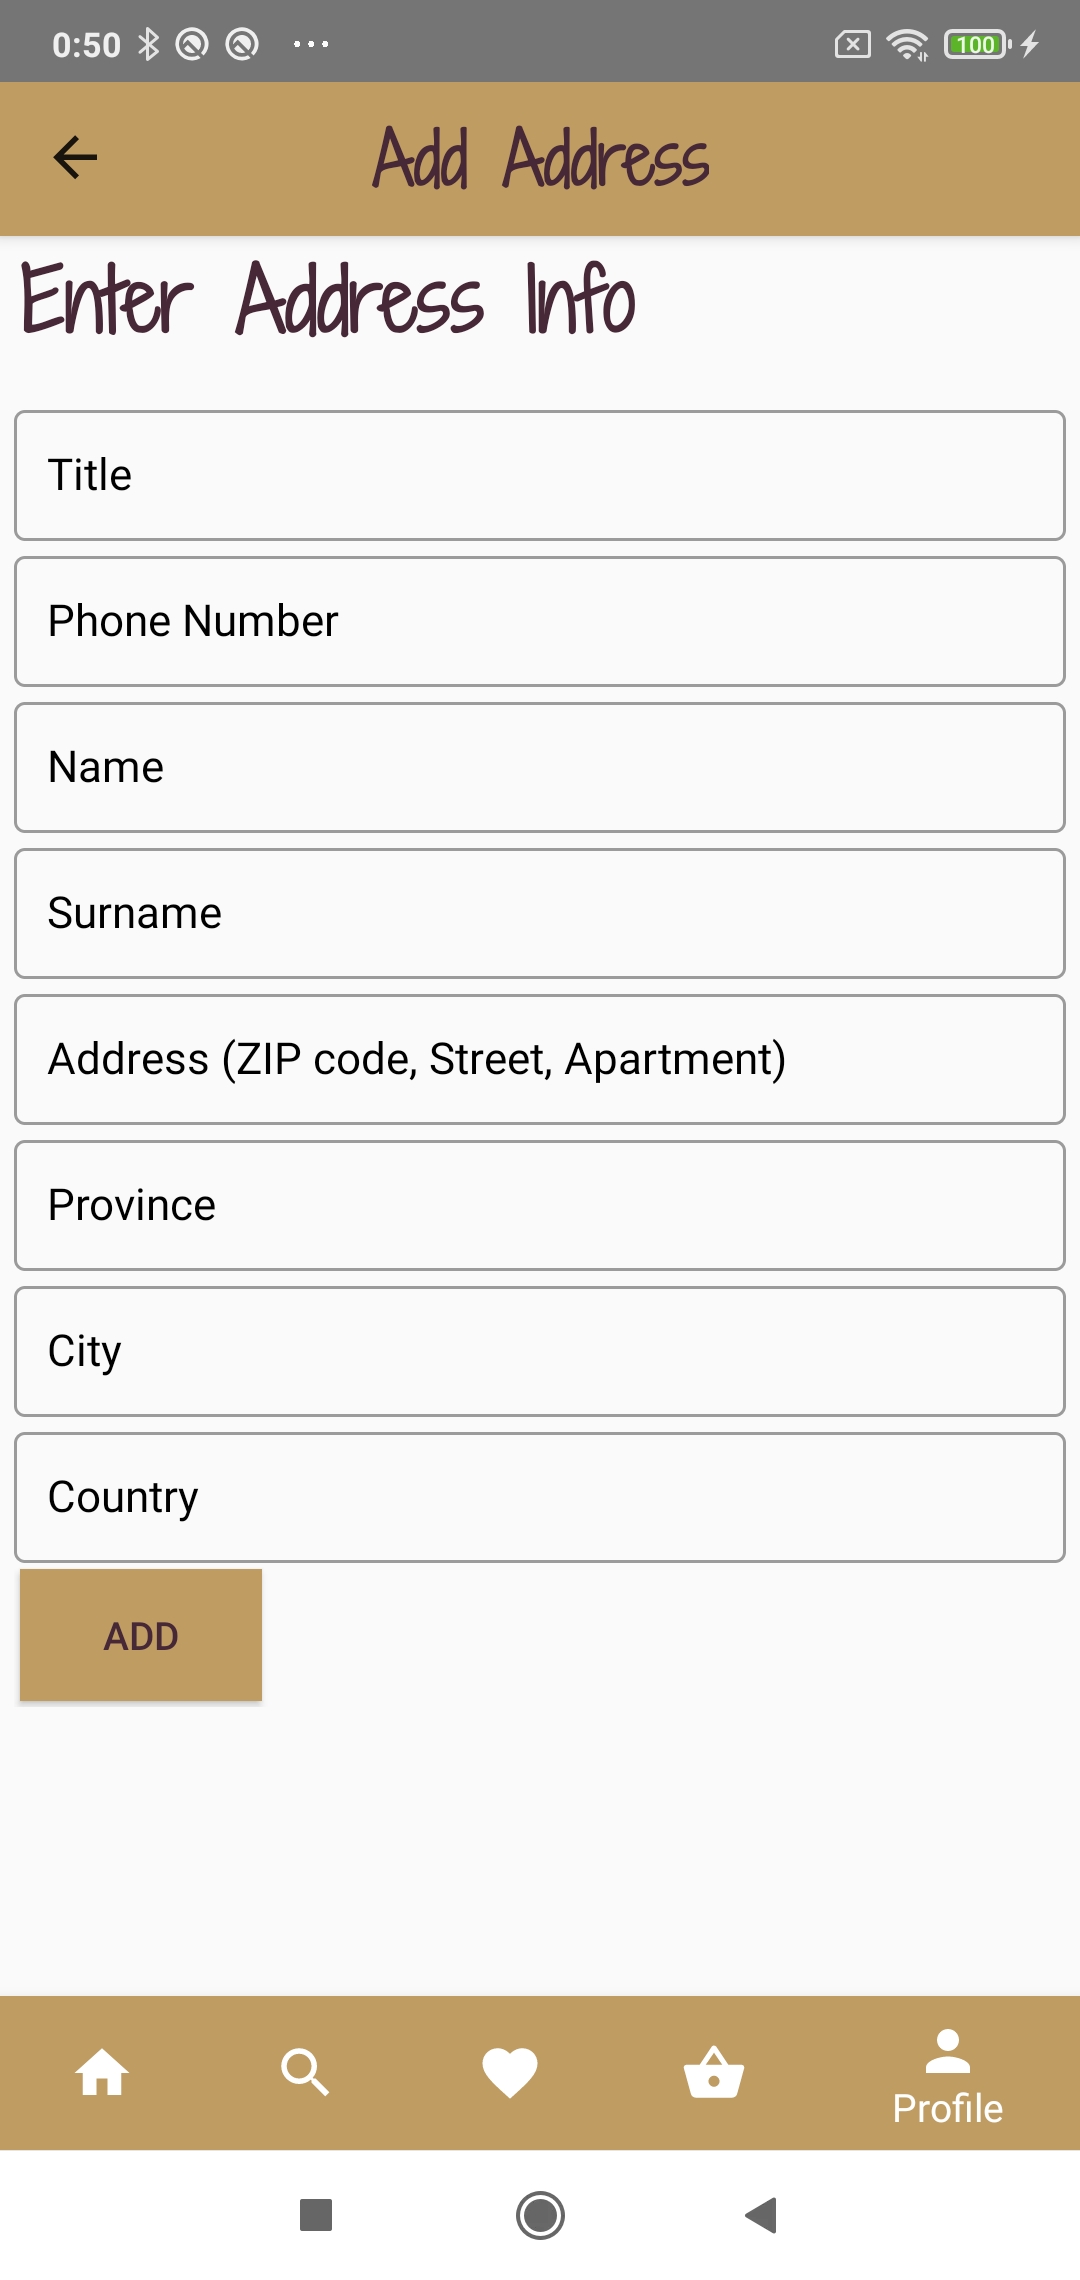 0:50
100
Add Address
Enter Address Info
Title
Phone Number
Name
Surname
Address (ZIP code, Street, Apartment)
Province
City
Country
ADD
Profile